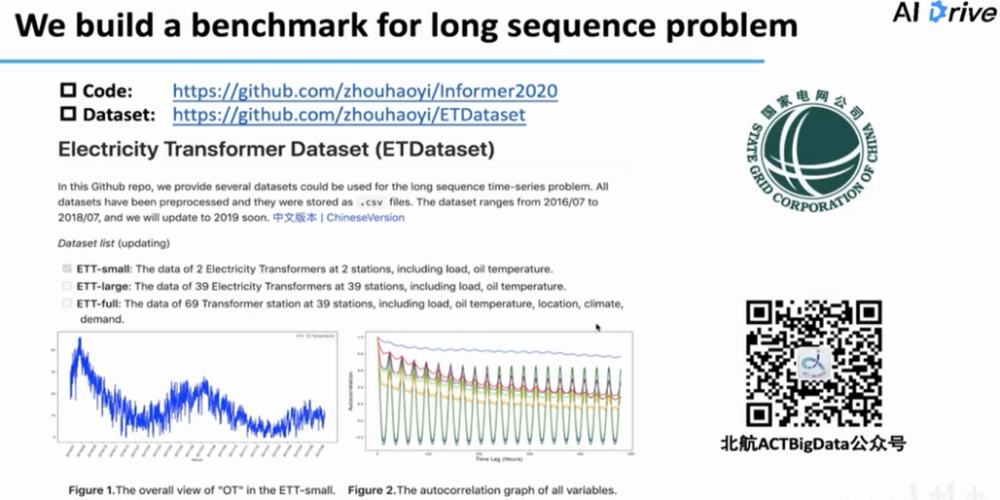 We build a benchmark for long sequence problem
AI Drive
Code: https://github.com/zhouhaoyi/Informer2020
Dataset: https://github.com/zhouhaoyi/ETDataset
Electricity Transformer Dataset (ETDataset)
In this Github repo, we provide several datasets could be used for the long sequence time-series problem. All
datasets have been preprocessed and they were stored as .csv files. The dataset ranges from 2016/07 to
2018/07, and we will update to 2019 soon. 中文版本 | ChineseVersion
Dataset list (updating)
ETT-small: The data of 2 Electricity Transformers at 2 stations, including load, oil temperature.
ETT-large: The data of 39 Electricity Transformers at 39 stations, including load, oil temperature.
ETT-full: The data of 69 Transformer station at 39 stations, including load, oil temperature, location, climate,
demand.
Autocorrelation
Time Lag (Hours)
Figure 1.The overall view of "OT" in the ETT-small.
Figure 2.The autocorrelation graph of all variables.
国家电网公司
STATE GRID CORPORATION OF CHINA
北航ACTBigData公众号